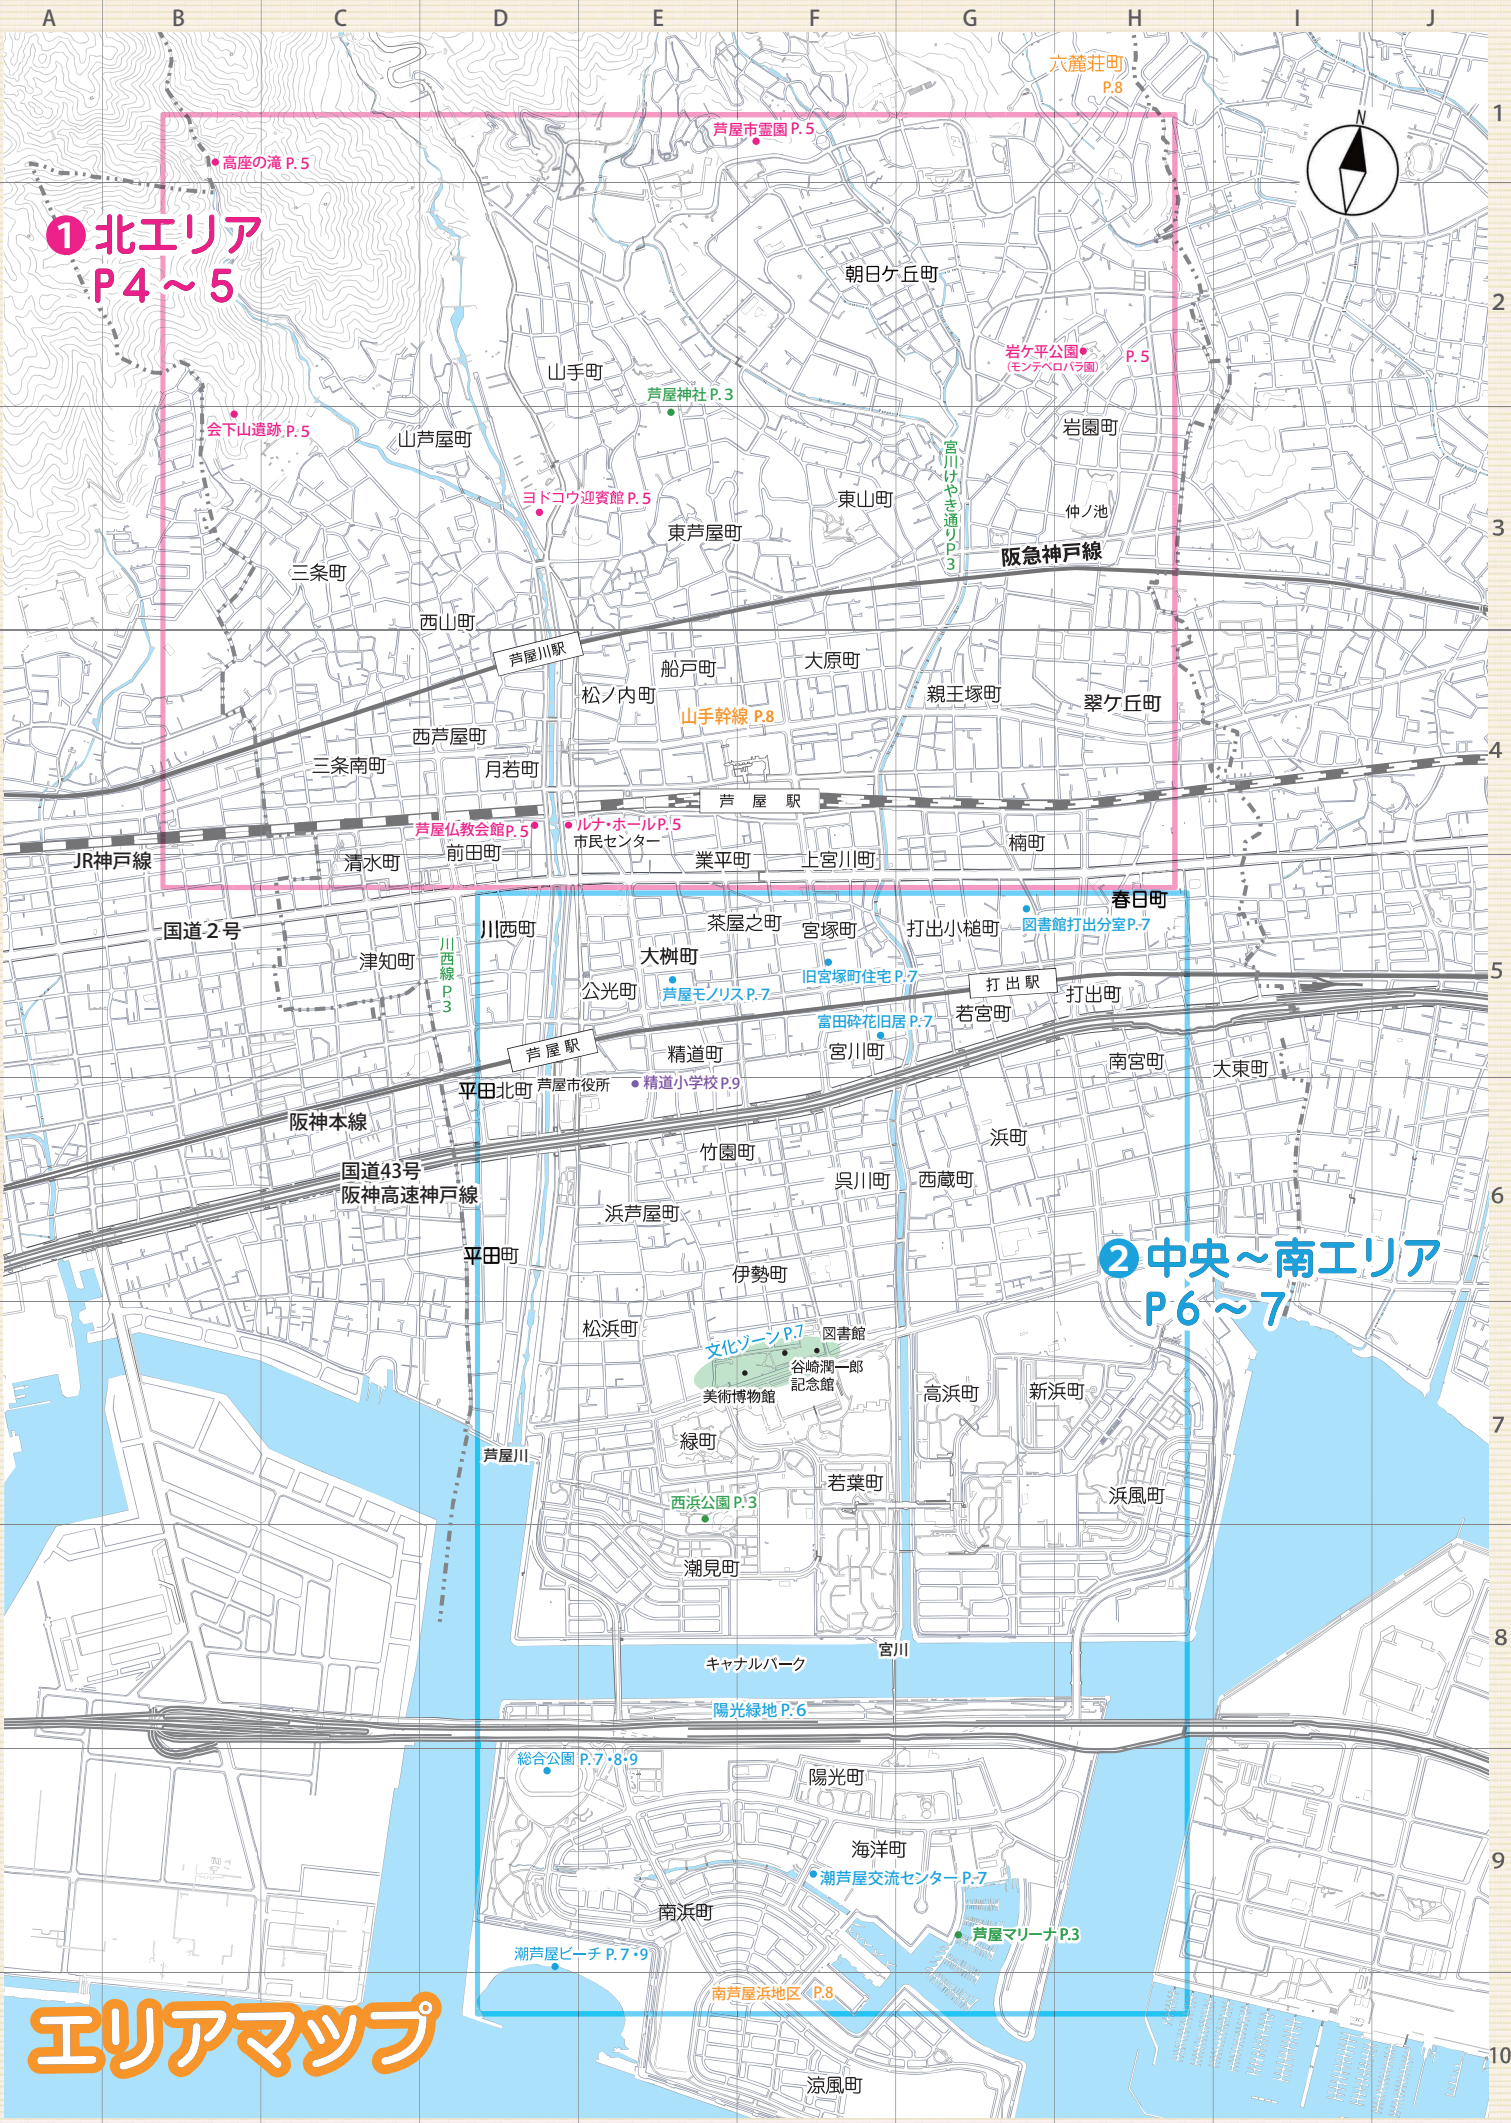 A B C D E F G H I J
六麓荘町
P.8
1
N
芦屋市霊園 P.5
高座の滝 P.5
❶北エリア
P4～5
朝日ケ丘町
2
岩ケ平公園
(モンテベロバラ園)
P.5
山手町
芦屋神社 P.3
会下山遺跡 P.5
山芦屋町
岩園町
宮川けやき通りP3
ヨドコウ迎賓館 P.5
東山町
仲ノ池
東芦屋町
3
阪急神戸線
三条町
西山町
芦屋川駅
船戸町
大原町
松ノ内町
親王塚町
翠ケ丘町
山手幹線 P.8
西芦屋町
4
三条南町
月若町
芦屋駅
芦屋仏教会館P.5
ルナ・ホールP.5
市民センター
前田町
楠町
JR神戸線
清水町
業平町
上宮川町
春日町
国道2号
川西町
茶屋之町
宮塚町
打出小槌町
図書館打出分室P.7
川西線P3
津知町
大桝町
5
旧宮塚町住宅 P.7
公光町
芦屋モノリス P.7
打出駅
打出町
若宮町
富田砕花旧居 P.7
芦屋駅
精道町
宮川町
南宮町
大東町
平田北町
芦屋市役所
精道小学校 P.9
阪神本線
浜町
竹園町
国道43号
阪神高速神戸線
呉川町
西蔵町
6
浜芦屋町
平田町
❷中央～南エリア
P6～7
伊勢町
松浜町
文化ゾーン P.7
図書館
谷崎潤一郎
記念館
美術博物館
高浜町
新浜町
7
緑町
芦屋川
若葉町
浜風町
西浜公園 P.3
潮見町
8
宮川
キャナルパーク
陽光緑地 P.6
総合公園 P.7・8・9
陽光町
海洋町
9
潮芦屋交流センター P.7
南浜町
芦屋マリーナ P.3
潮芦屋ビーチ P.7・9
南芦屋浜地区 P.8
エリアマップ
10
涼風町